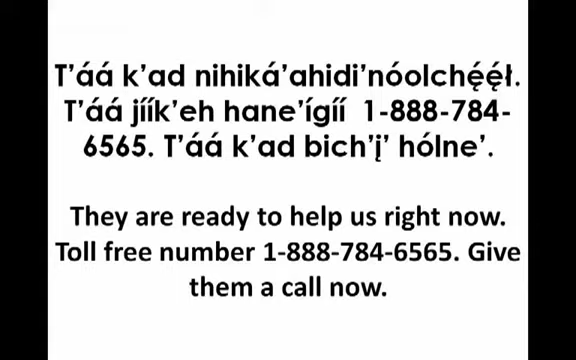 T'áá k'ad nihiká'ahidi'nóolchę́ę́ł.
T'áá jíík'eh hane'ígíí 1-888-784-
6565. T'áá k'ad bich'į' hólne'.
They are ready to help us right now.
Toll free number 1-888-784-6565. Give
them a call now.